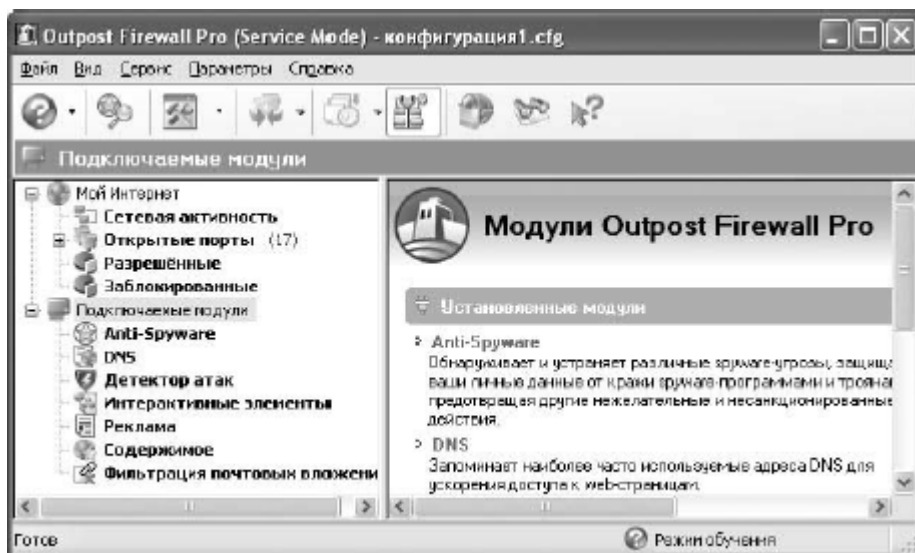 Outpost Firewall Pro (Service Mode) - конфигурация1.cfg
Файл Вид Сервис Параметры Справка
Подключаемые модули
Мой Интернет
Сетевая активность
Открытые порты (17)
Разрешённые
Заблокированные
Подключаемые модули
Anti-Spyware
DNS
Детектор атак
Интерактивные элементы
Реклама
Содержимое
Фильтрация почтовых вложени
Модули Outpost Firewall Pro
Установленные модули
Anti-Spyware
Обнаруживает и устраняет различные spyware-угрозы, защища
ваши личные данные от кражи spyware-программами и трояна
предотвращая другие нежелательные и несанкционированные
действия.
DNS
Запоминает наиболее часто используемые адреса DNS для
ускорения доступа к web-страницам.
Готов
Режим обучения